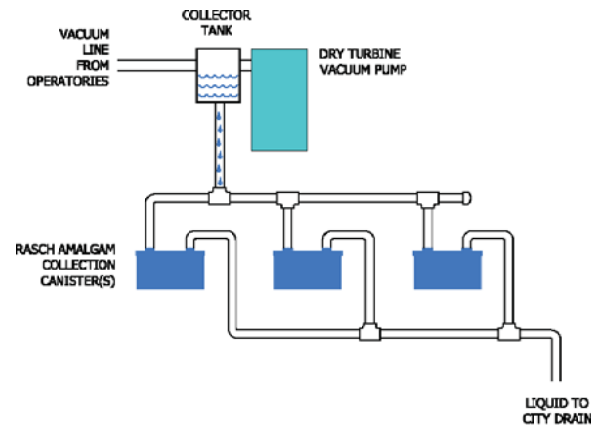 COLLECTOR
TANK
VACUUM
LINE
FROM
OPERATORIES
DRY TURBINE
VACUUM PUMP
RASCH AMALGAM
COLLECTION
CANISTER(S)
LIQUID TO
CITY DRAIN